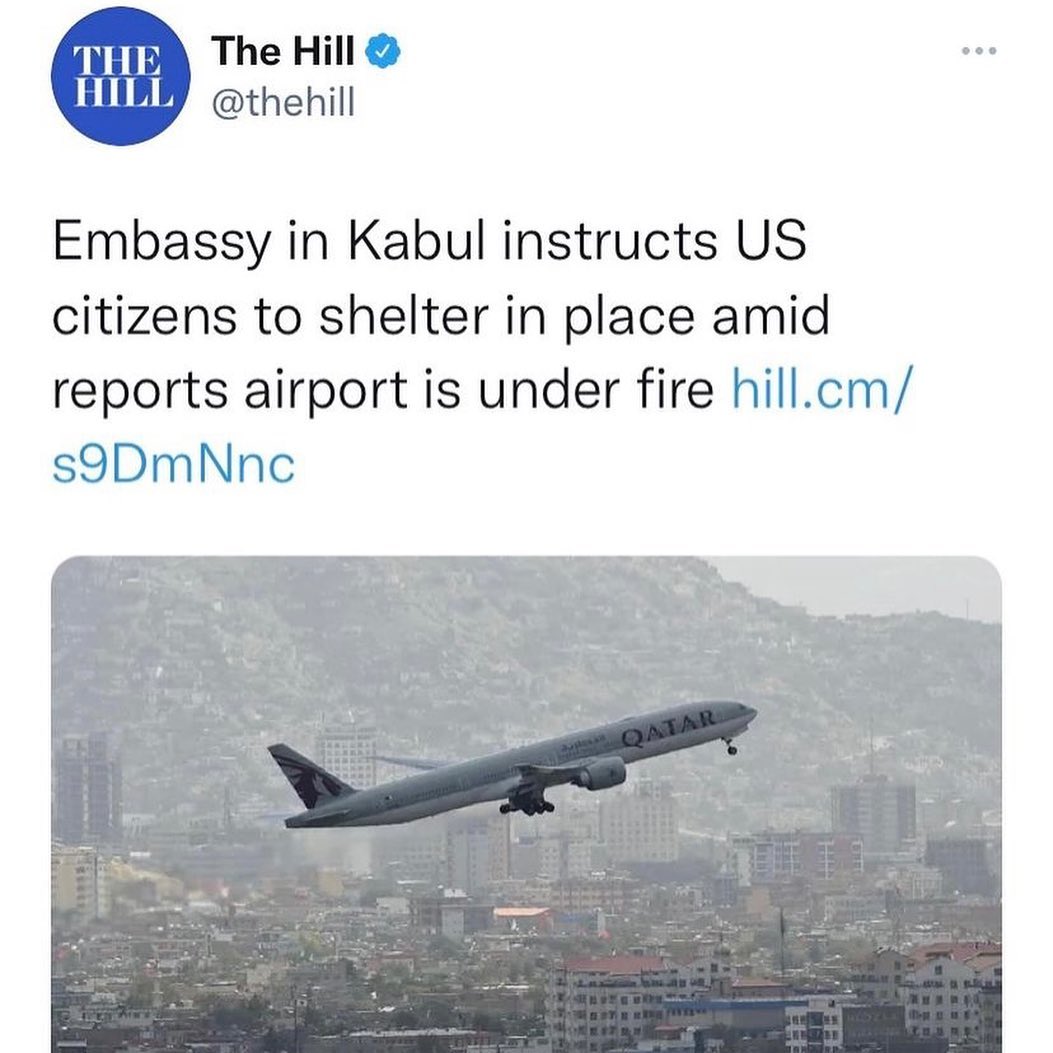 THE
HILL
The Hill
@thehill
Embassy in Kabul instructs US
citizens to shelter in place amid
reports airport is under fire hill.cm/
s9DmNnc
QATAR